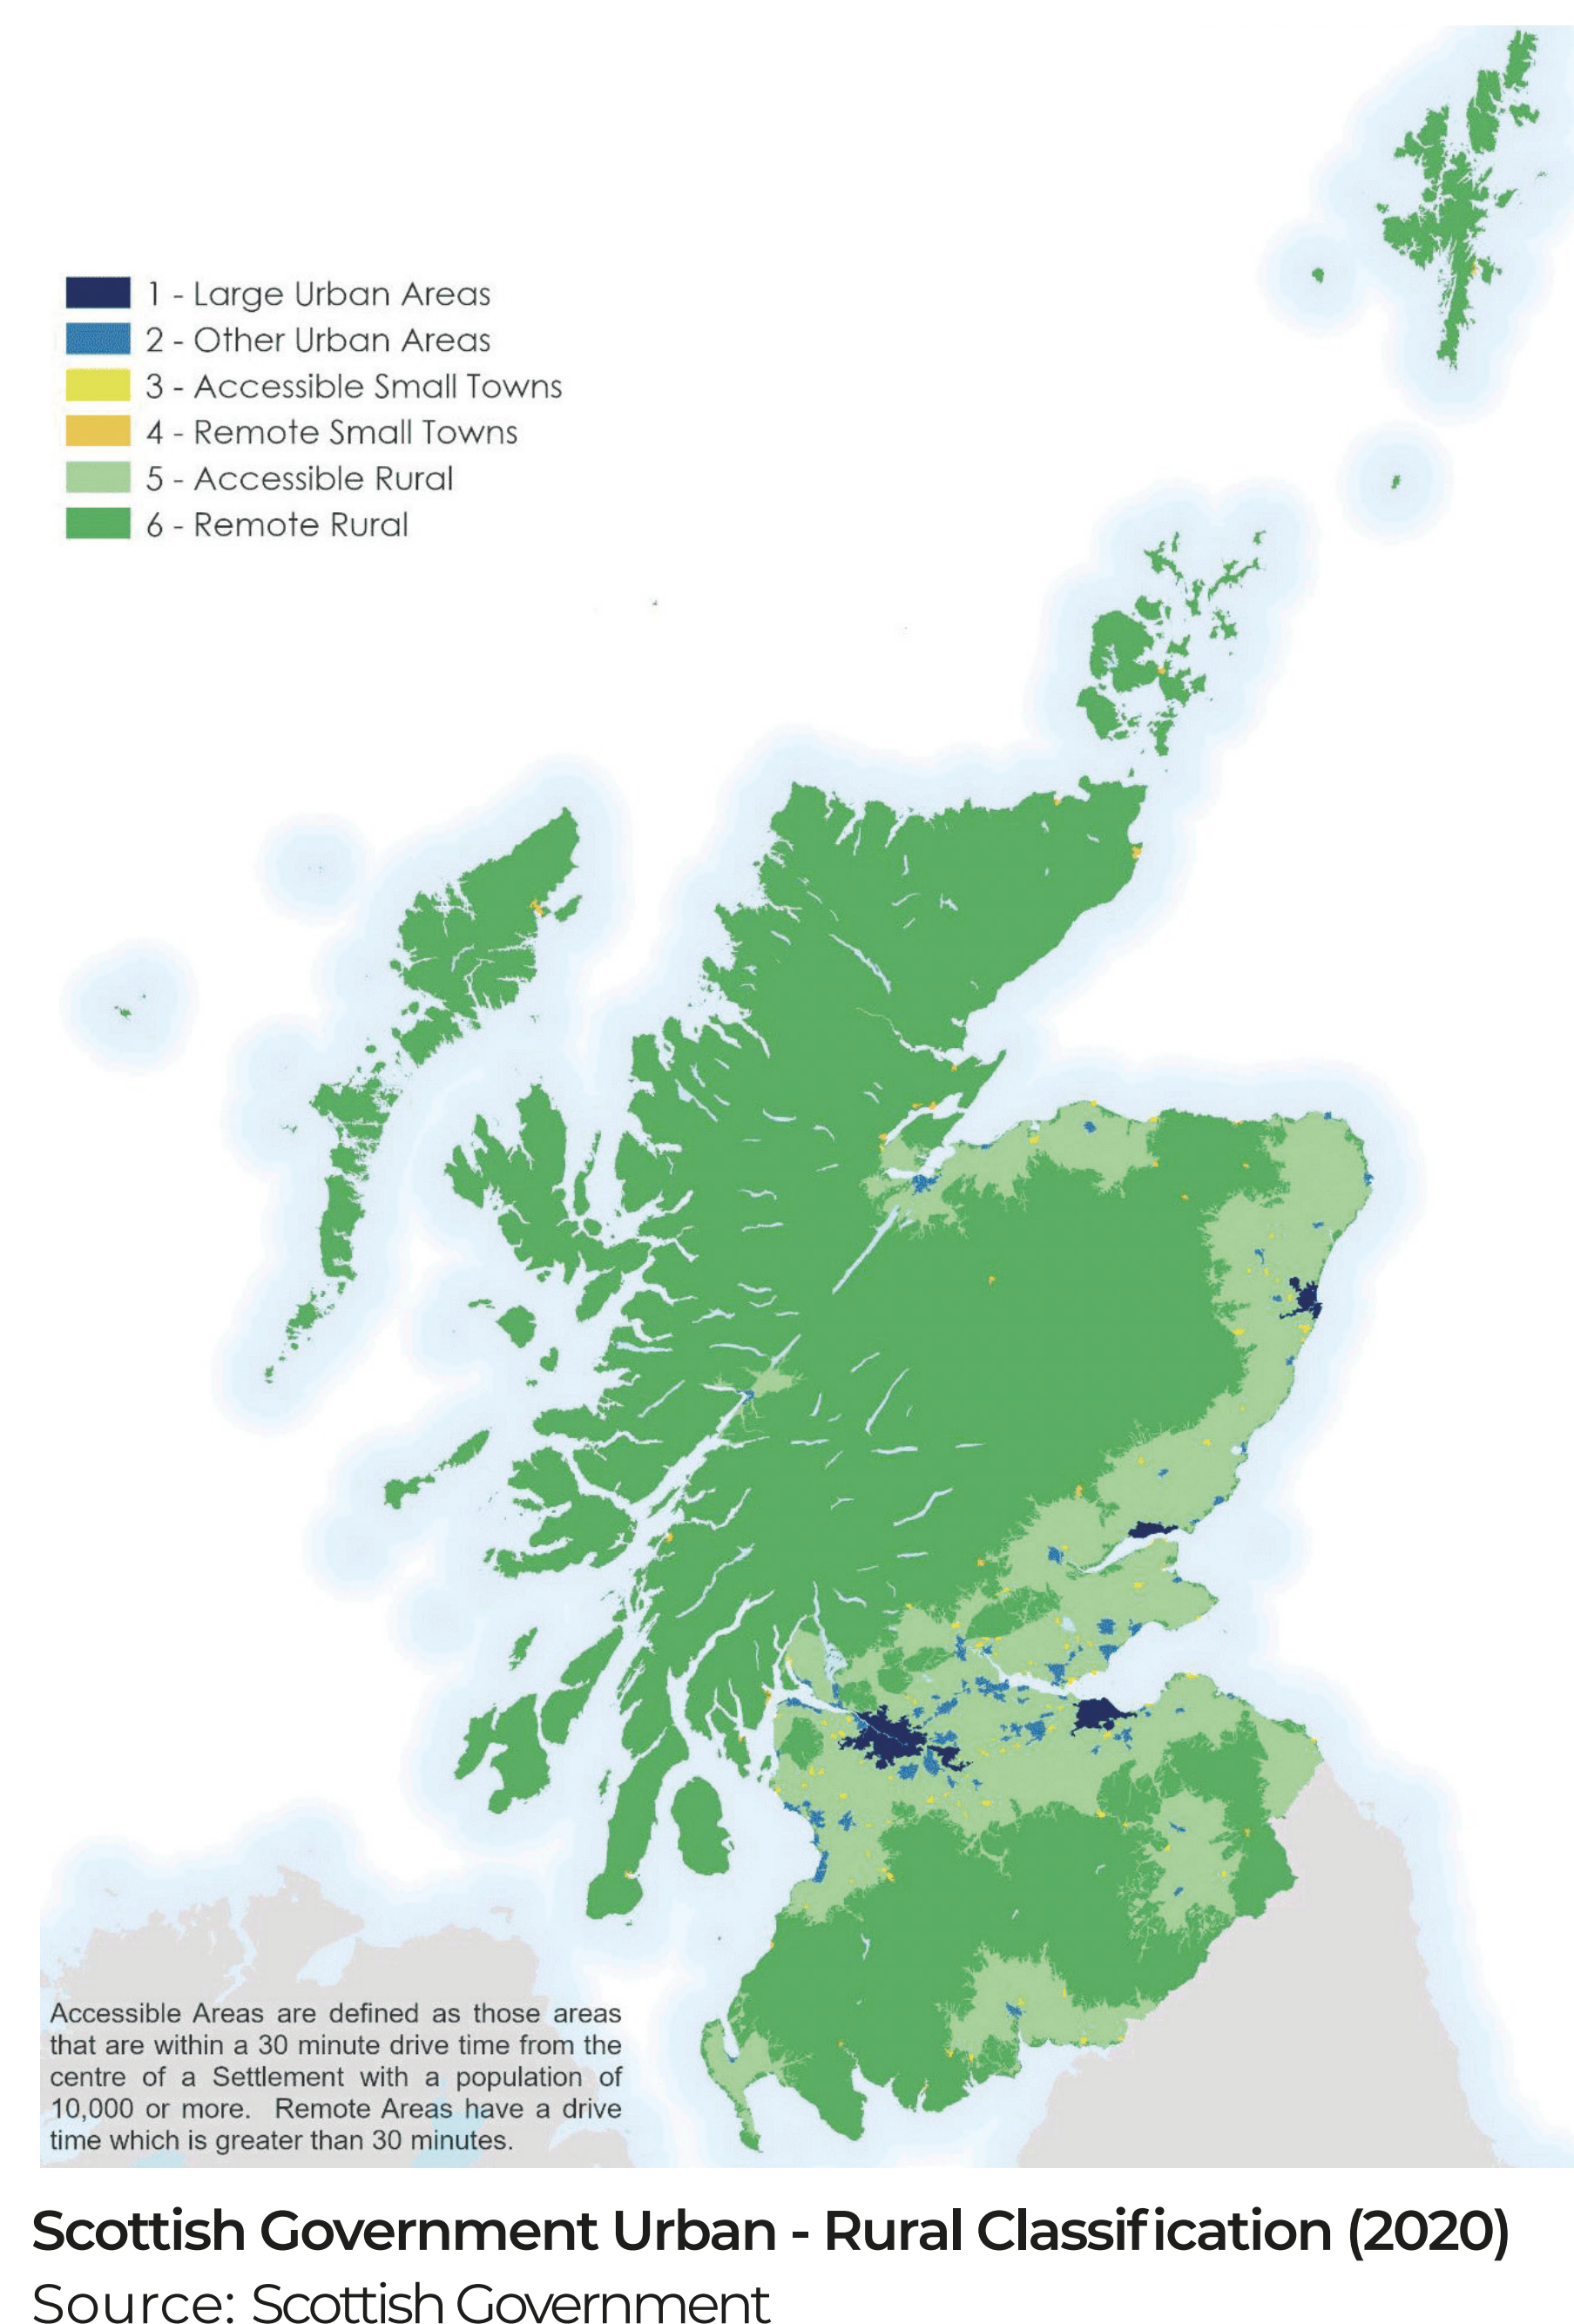 1 - Large Urban Areas
2 - Other Urban Areas
3 - Accessible Small Towns
4 - Remote Small Towns
5 - Accessible Rural
6 - Remote Rural
Accessible Areas are defined as those areas
that are within a 30 minute drive time from the
centre of a Settlement with a population of
10,000 or more. Remote Areas have a drive
time which is greater than 30 minutes.
Scottish Government Urban - Rural Classification (2020)
Source: Scottish Government